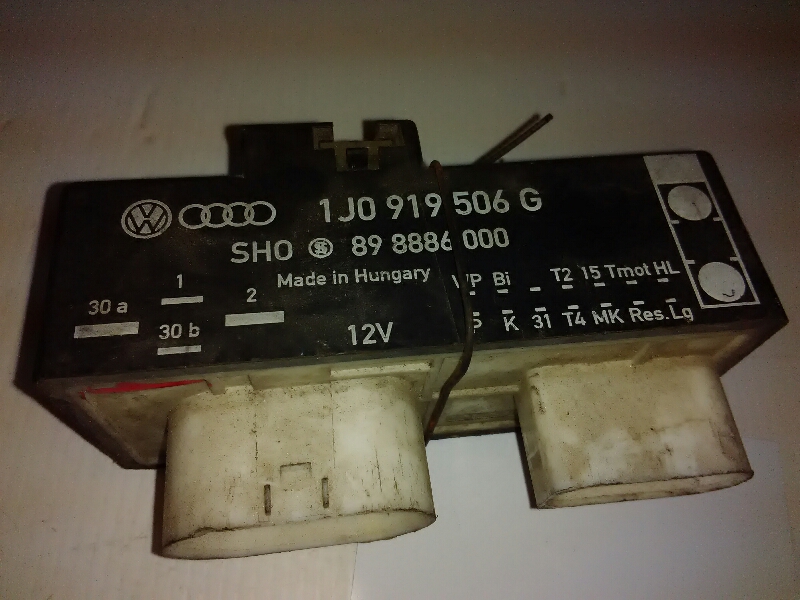 1J0 919 506 G
SHO 89 8886 000
Made in Hungary
30 a 1 2
30 b
12V
Bi T2 15 Tmot HL
K 31 T4 MK Res. Lg